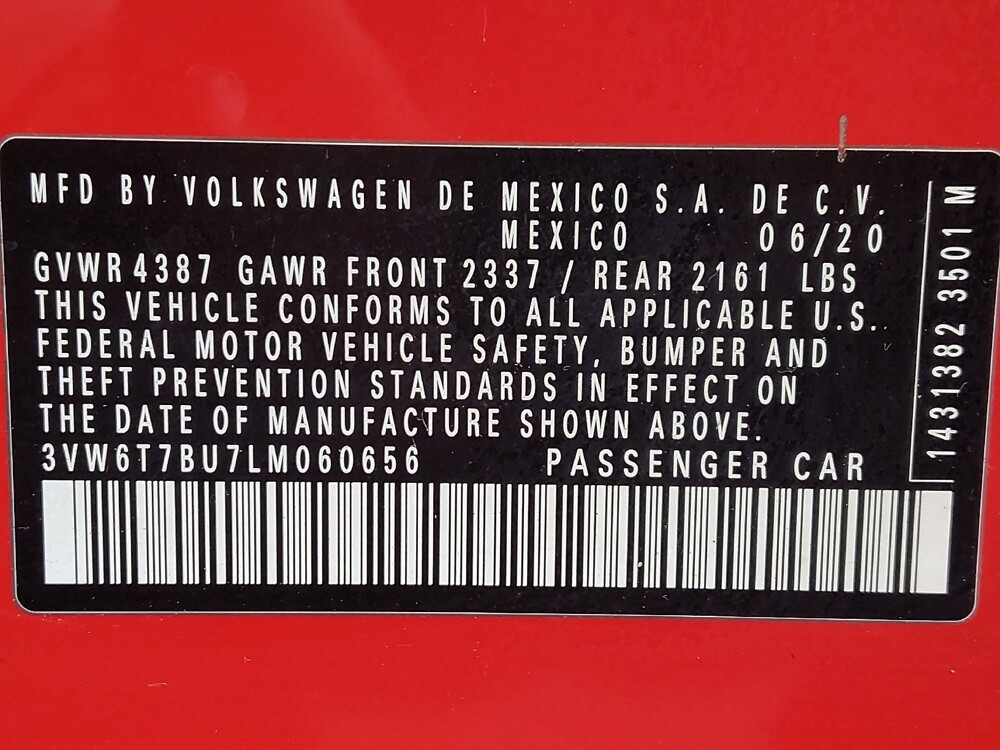 MFD BY VOLKSWAGEN DE MEXICO S.A. DE C.V.
MEXICO 06/20
GVWR 4387 GAWR FRONT 2337 / REAR 2161 LBS
THIS VEHICLE CONFORMS TO ALL APPLICABLE U.S.
FEDERAL MOTOR VEHICLE SAFETY, BUMPER AND
THEFT PREVENTION STANDARDS IN EFFECT ON
THE DATE OF MANUFACTURE SHOWN ABOVE.
3VW6T7BU7LM060656 PASSENGER CAR
1431382 3501 M